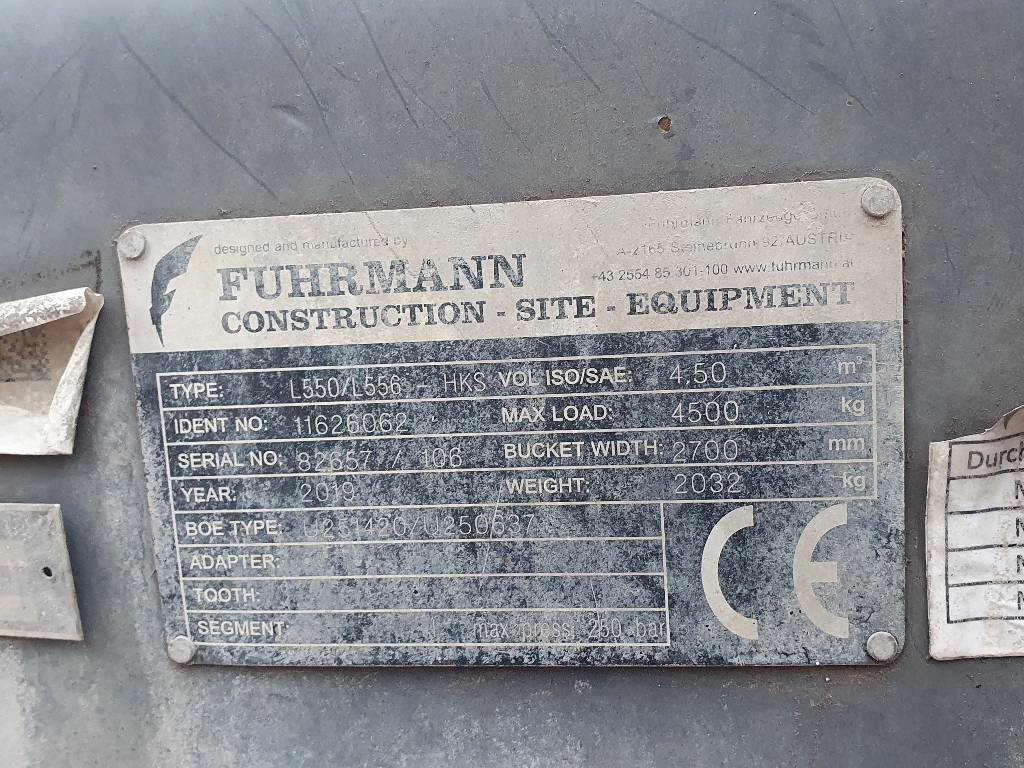 designed and manufactured by
Fuhrmann Fahrzeuge
A-2165 Steinebrunn 92, AUSTRIA
FUHRMANN
+43 2554 85 301-100 www.fuhrmann.at
CONSTRUCTION - SITE - EQUIPMENT
TYPE: L550/L556 - HKS VOL ISO/SAE: 4,50 m³
IDENT NO: 11626062 MAX LOAD: 4500 kg
SERIAL NO: 82657 / 106 BUCKET WIDTH: 2700 mm
YEAR: 2019 WEIGHT: 2032 kg
BOE TYPE:
ADAPTER:
TOOTH:
SEGMENT: max press: 250 bar
CE
Durch
N
N
N
N